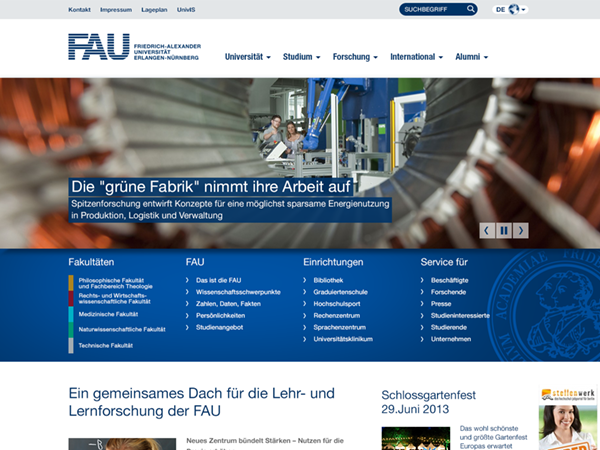 Kontakt Impressum Lageplan UnivIS
SUCHBEGRIFF
DE
FAU
FRIEDRICH-ALEXANDER
UNIVERSITÄT
ERLANGEN-NÜRNBERG
Universität Studium Forschung International Alumni
Die "grüne Fabrik" nimmt ihre Arbeit auf
Spitzenforschung entwirft Konzepte für eine möglichst sparsame Energienutzung
in Produktion, Logistik und Verwaltung
Fakultäten
Philosophische Fakultät
und Fachbereich Theologie
Rechts- und Wirtschafts-
wissenschaftliche Fakultät
Medizinische Fakultät
Naturwissenschaftliche Fakultät
Technische Fakultät
FAU
Das ist die FAU
Wissenschaftsschwerpunkte
Zahlen, Daten, Fakten
Persönlichkeiten
Studienangebot
Einrichtungen
Bibliothek
Graduiertenschule
Hochschulsport
Rechenzentrum
Sprachenzentrum
Universitätsklinikum
Service für
Beschäftigte
Forschende
Presse
Studieninteressierte
Studierende
Unternehmen
Ein gemeinsames Dach für die Lehr- und
Lernforschung der FAU
Neues Zentrum bündelt Stärken – Nutzen für die
Schlossgartenfest
29.Juni 2013
Das wohl schönste
und größte Gartenfest
Europas erwartet
steffenwerk